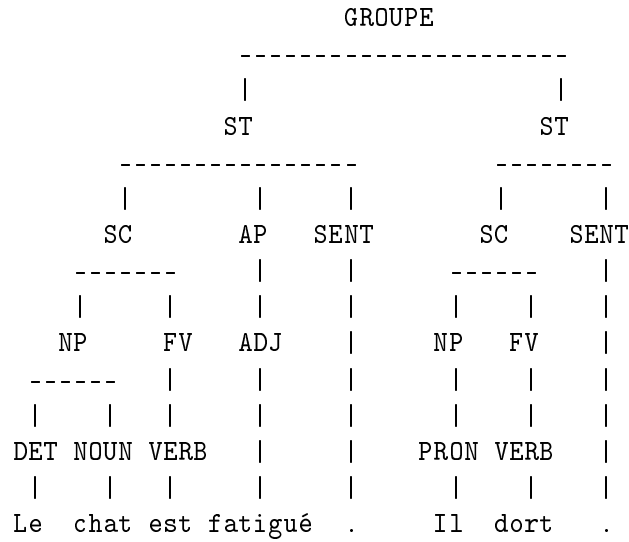 GROUPE
ST ST
SC AP SENT SC SENT
NP FV ADJ NP FV
DET NOUN VERB PRON VERB
Le chat est fatigué . Il dort .